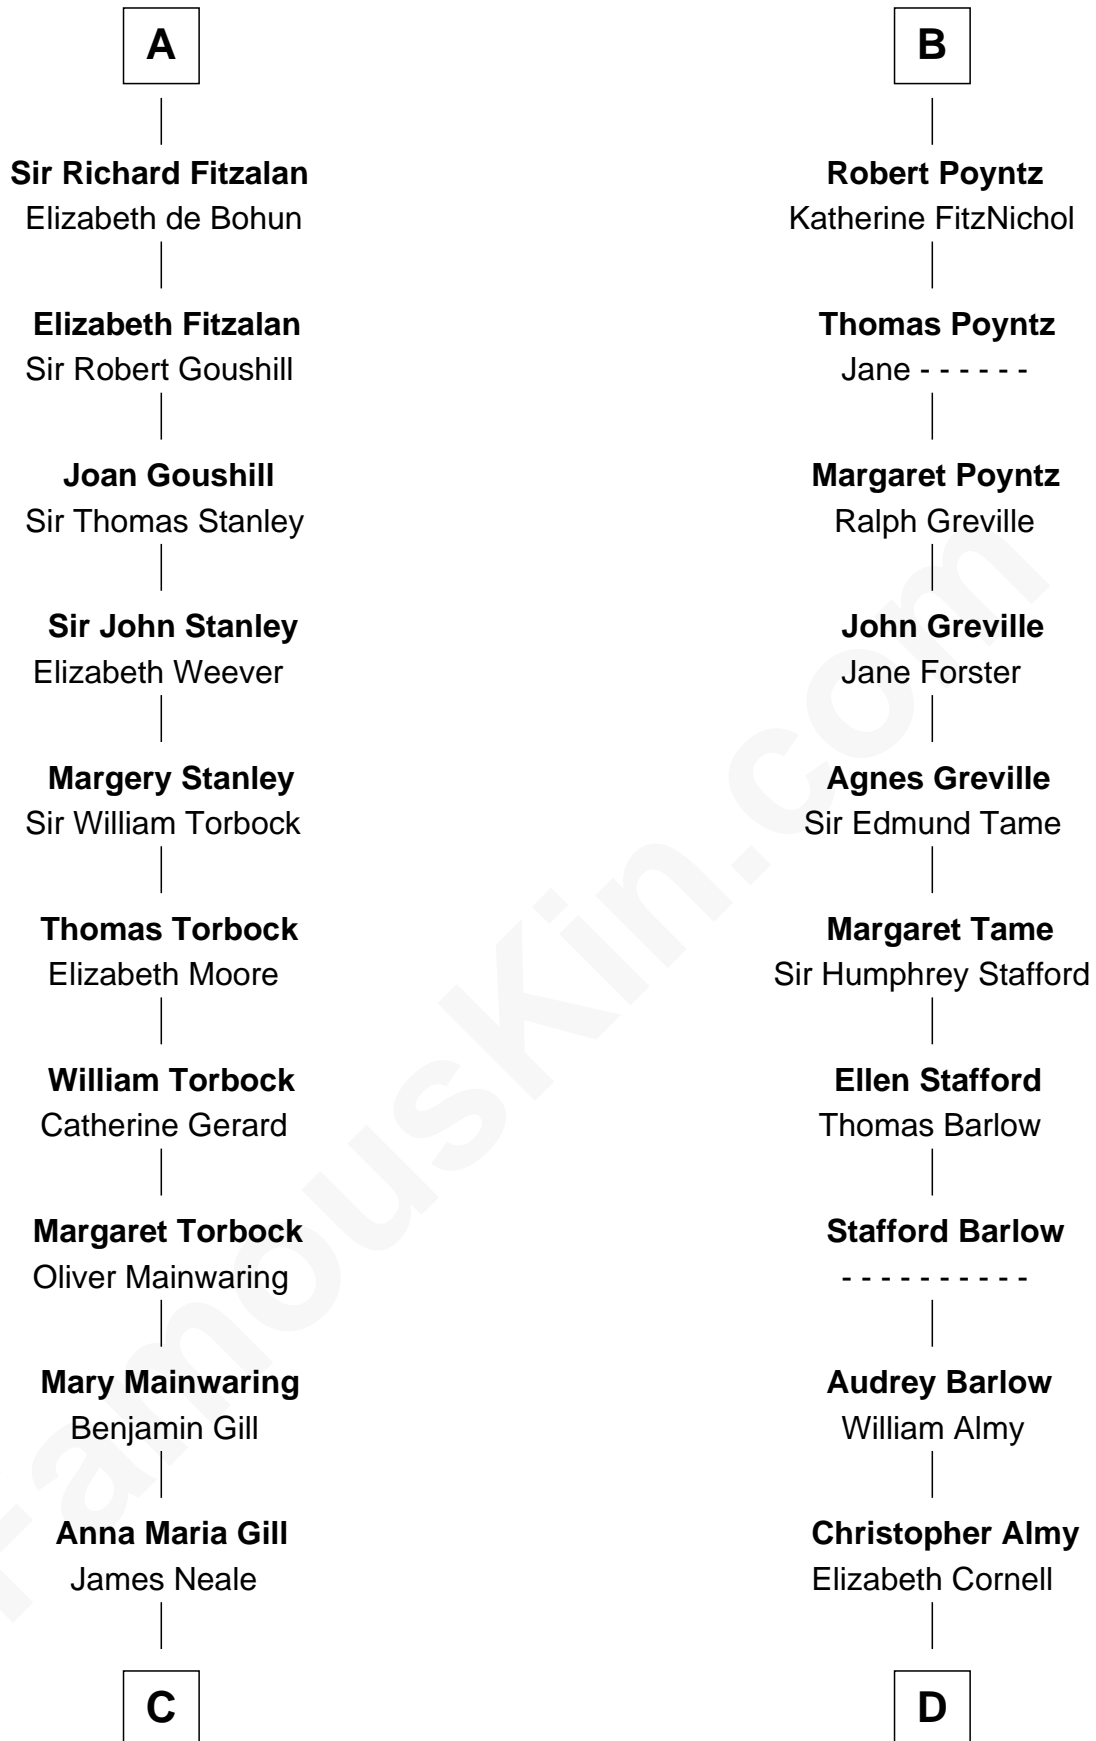 A
Sir Richard Fitzalan
Elizabeth de Bohun
Elizabeth Fitzalan
Sir Robert Goushill
Joan Goushill
Sir Thomas Stanley
Sir John Stanley
Elizabeth Weever
Margery Stanley
Sir William Torbock
Thomas Torbock
Elizabeth Moore
William Torbock
Catherine Gerard
Margaret Torbock
Oliver Mainwaring
Mary Mainwaring
Benjamin Gill
Anna Maria Gill
James Neale
C
B
Robert Poyntz
Katherine FitzNichol
Thomas Poyntz
Jane - - - - - -
Margaret Poyntz
Ralph Greville
John Greville
Jane Forster
Agnes Greville
Sir Edmund Tame
Margaret Tame
Sir Humphrey Stafford
Ellen Stafford
Thomas Barlow
Stafford Barlow
- - - - - - - - - -
Audrey Barlow
William Almy
Christopher Almy
Elizabeth Cornell
D
FamousKin.com